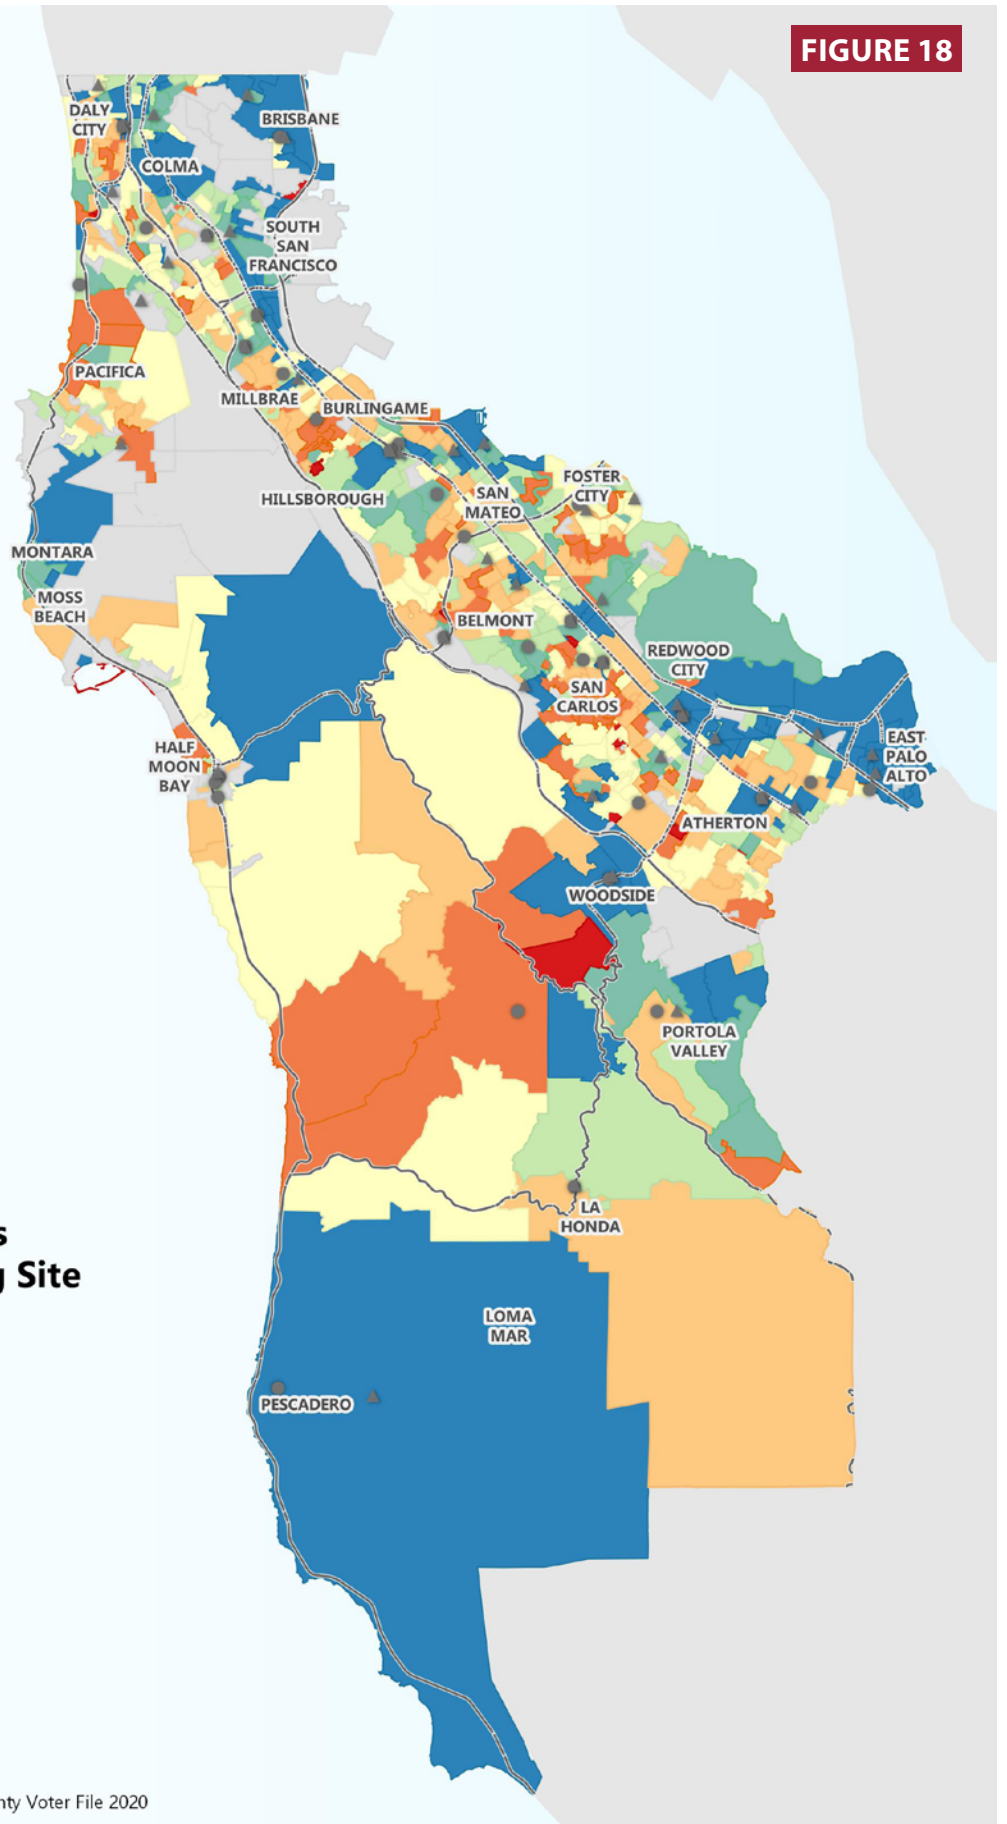 FIGURE 18
DALY
CITY
BRISBANE
COLMA
SOUTH
SAN
FRANCISCO
PACIFICA
MILLBRAE
BURLINGAME
HILLSBOROUGH
SAN
MATEO
FOSTER
CITY
MONTARA
MOSS
BEACH
BELMONT
REDWOOD
CITY
SAN
CARLOS
HALF
MOON
BAY
EAST
PALO
ALTO
ATHERTON
WOODSIDE
PORTOLA
VALLEY
LA
HONDA
s
g Site
LOMA
MAR
PESCADERO
nty Voter File 2020